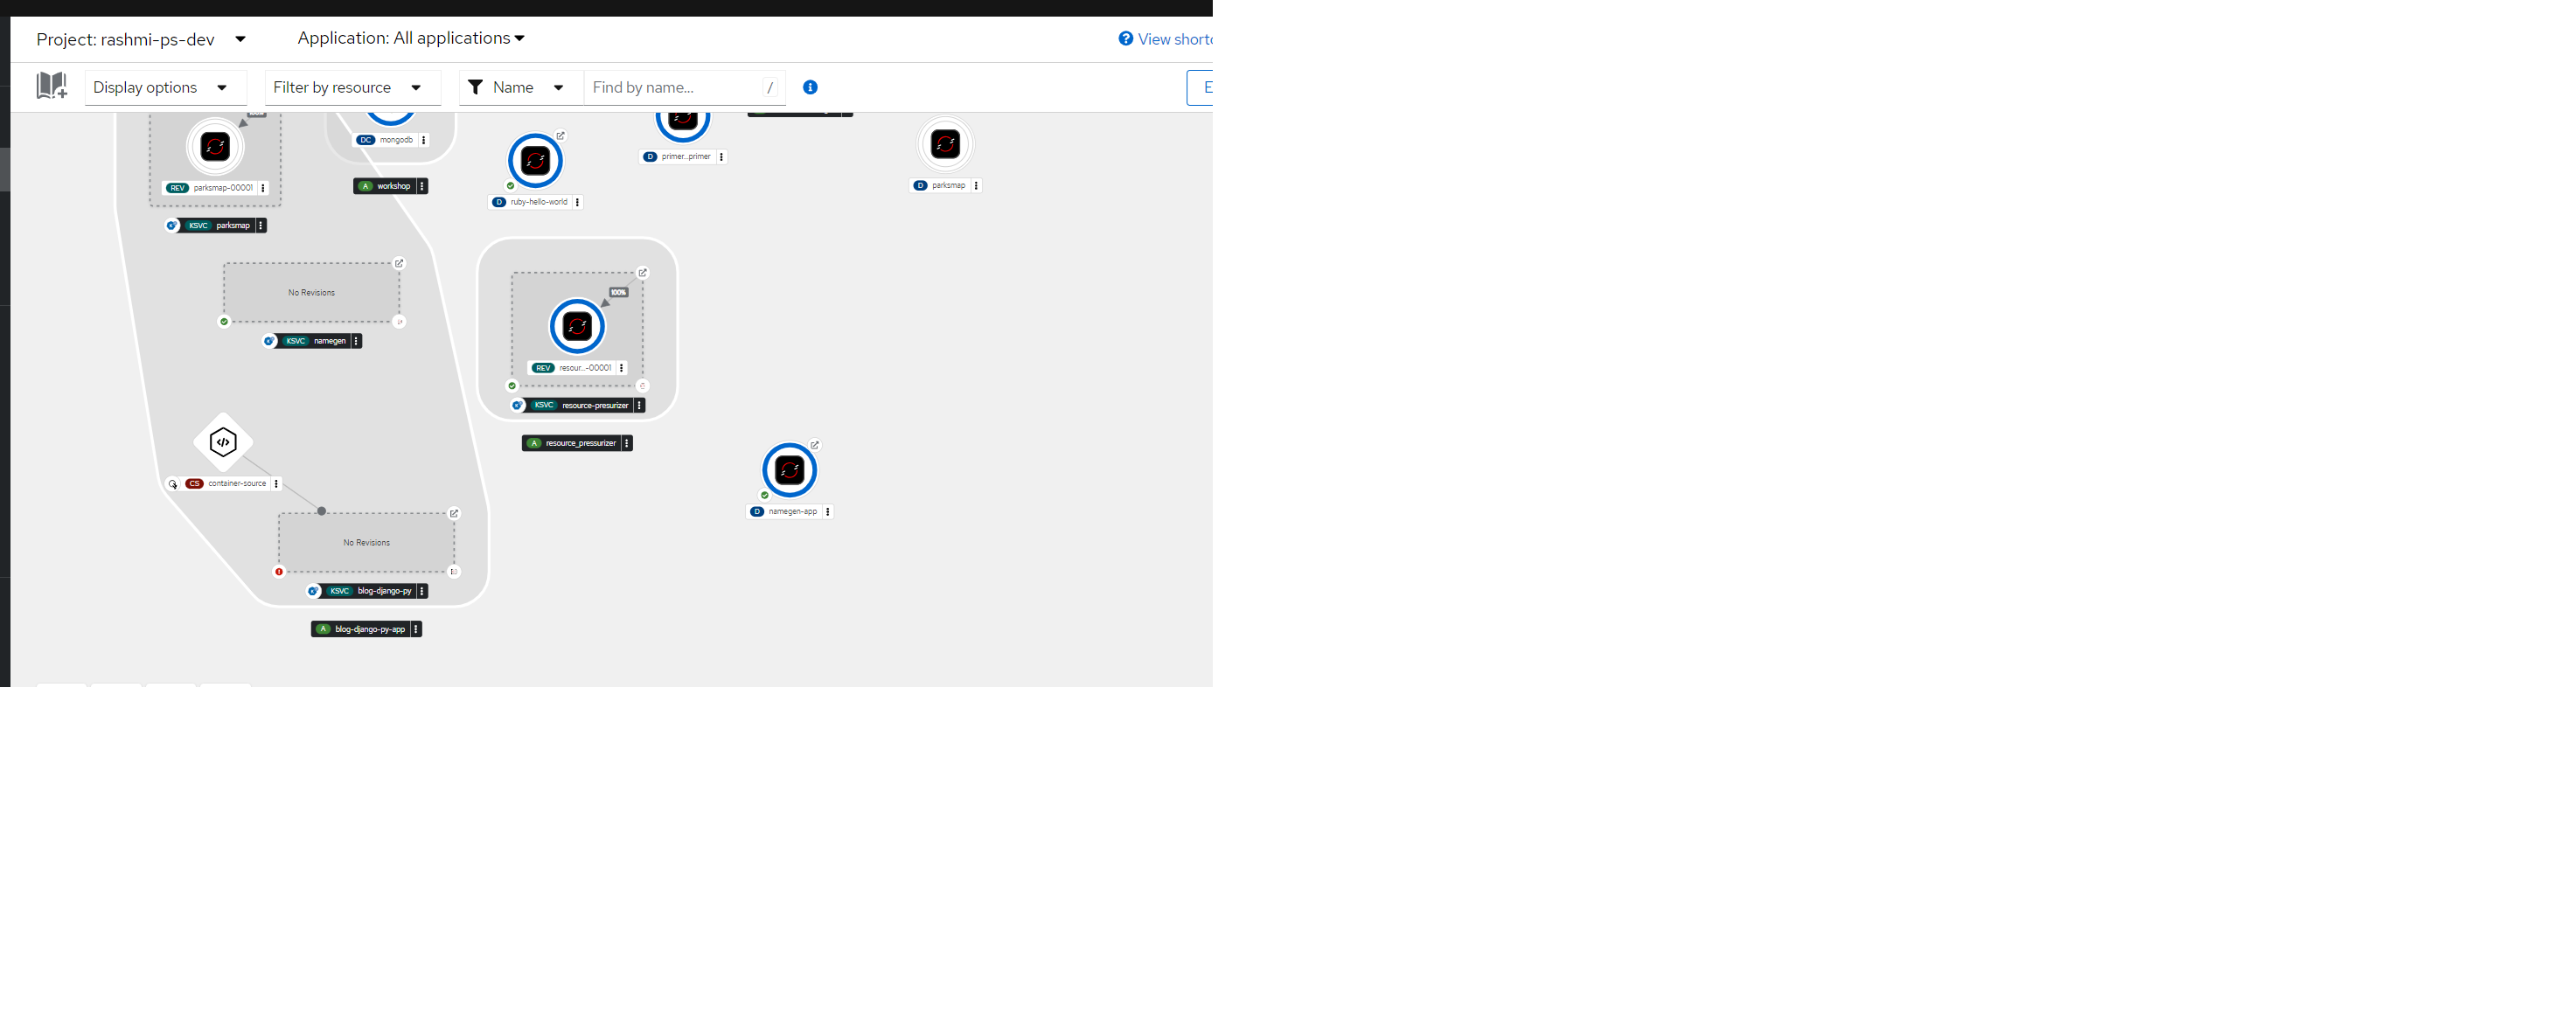 Project: rashmi-ps-dev
Application: All applications
View
Display options
Filter by resource
Name
Find by name...
/
DC mongodb
D primer...primer
REV parksmap-00001
A workshop
D parksmap
D ruby-hello-world
KSVC parksmap
No Revisions
100%
KSVC namegen
REV resour...-00001
KSVC resource-presurizer
A resource_pressurizer
CS container-source
D namegen-app
No Revisions
KSVC blog-django-py
A blog-django-py-app